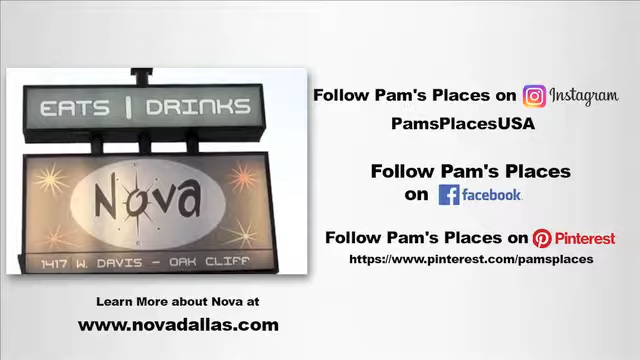 EATS | DRINKS
Nova
1417 W. DAVIS – OAK CLIFF
Learn More about Nova at
www.novadallas.com
Follow Pam's Places on Instagram
PamsPlacesUSA
Follow Pam's Places
on facebook
Follow Pam's Places on Pinterest
https://www.pinterest.com/pamsplaces